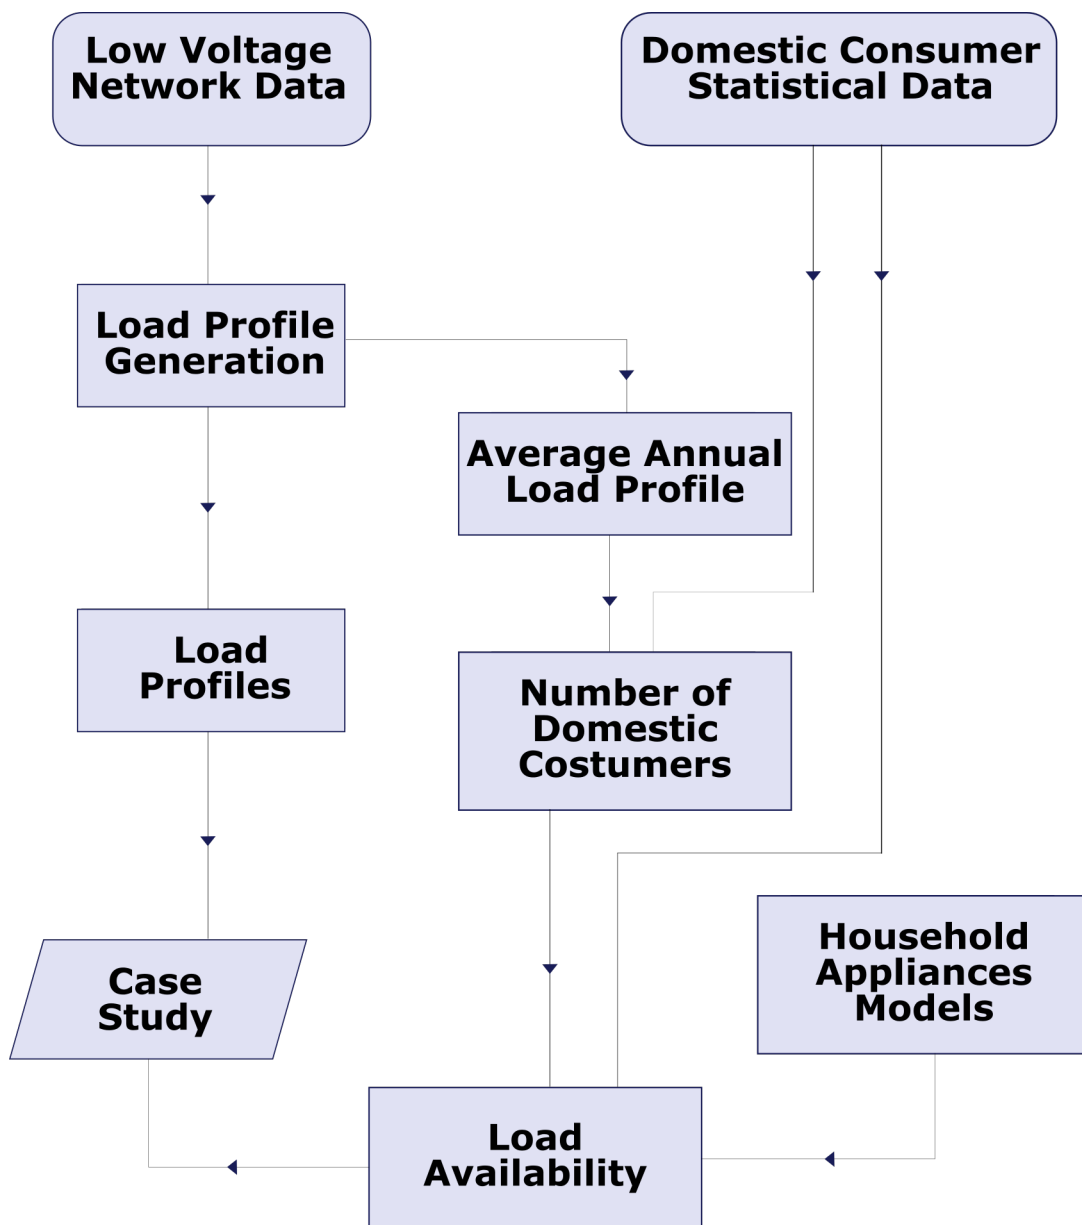 Low Voltage
Network Data
Domestic Consumer
Statistical Data
Load Profile
Generation
Average Annual
Load Profile
Load
Profiles
Number of
Domestic
Costumers
Household
Appliances
Models
Case
Study
Load
Availability